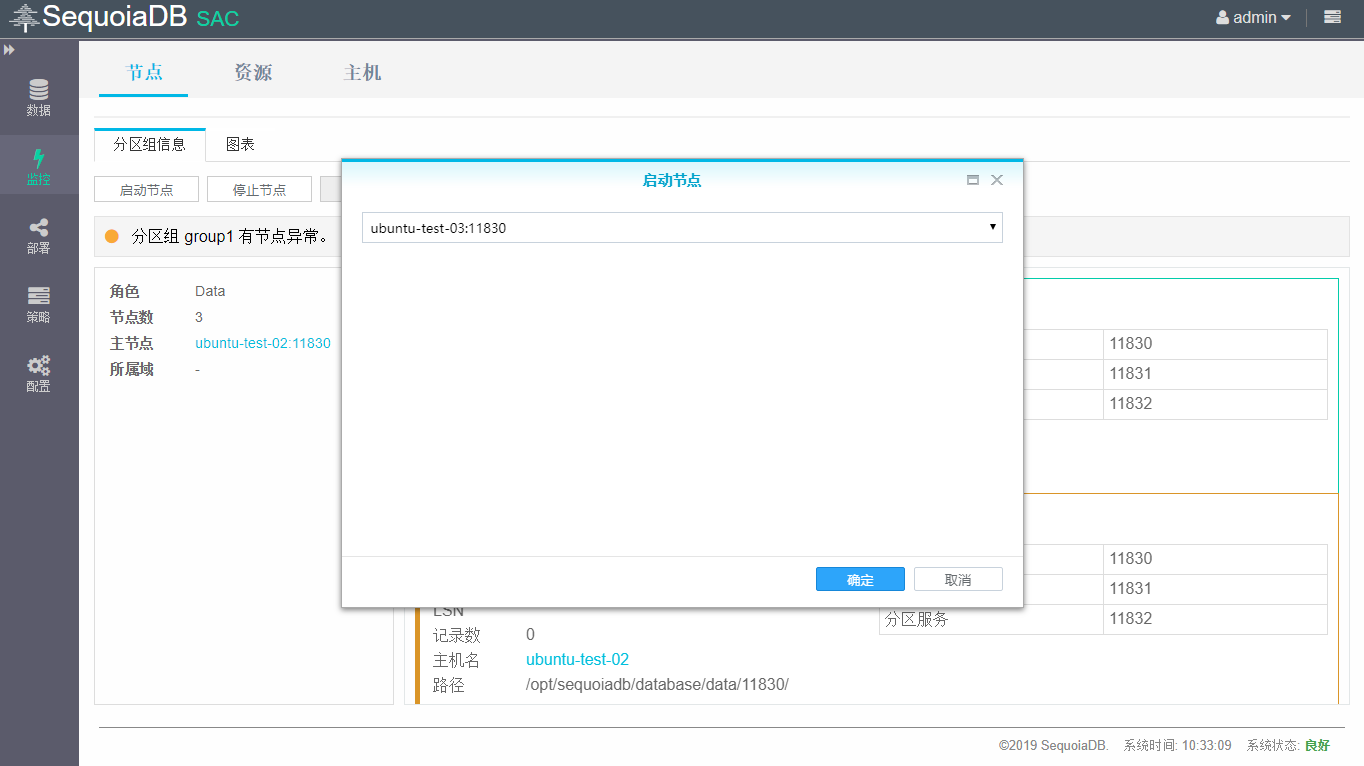 SequoiaDB SAC
admin
数据
监控
部署
策略
配置
节点 资源 主机
分区组信息 图表
启动节点 停止节点
分区组 group1 有节点异常。
角色 Data
节点数 3
主节点 ubuntu-test-02:11830
所属域 -
启动节点
ubuntu-test-03:11830
确定 取消
11830
11831
11832
11830
11831
分区服务 11832
LSN
记录数 0
主机名 ubuntu-test-02
路径 /opt/sequoiadb/database/data/11830/
©2019 SequoiaDB. 系统时间: 10:33:09 系统状态: 良好